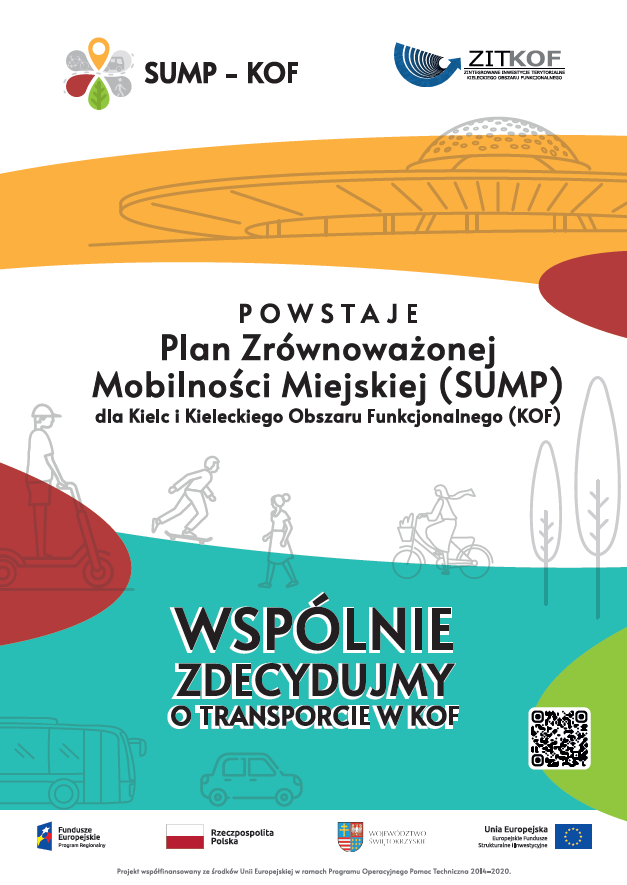 SUMP – KOF
ZITKOF
ZINTEGROWANE INWESTYCJE TERYTORIALNE
KIELECKIEGO OBSZARU FUNKCJONALNEGO
POWSTAJE
Plan Zrównoważonej
Mobilności Miejskiej (SUMP)
dla Kielc i Kieleckiego Obszaru Funkcjonalnego (KOF)
WSPÓLNIE
ZDECYDUJMY
O TRANSPORCIE W KOF
Fundusze
Europejskie
Program Regionalny
Rzeczpospolita
Polska
WOJEWÓDZTWO
ŚWIĘTOKRZYSKIE
Unia Europejska
Europejskie Fundusze
Strukturalne i Inwestycyjne
Projekt współfinansowany ze środków Unii Europejskiej w ramach Programu Operacyjnego Pomoc Techniczna 2014–2020.